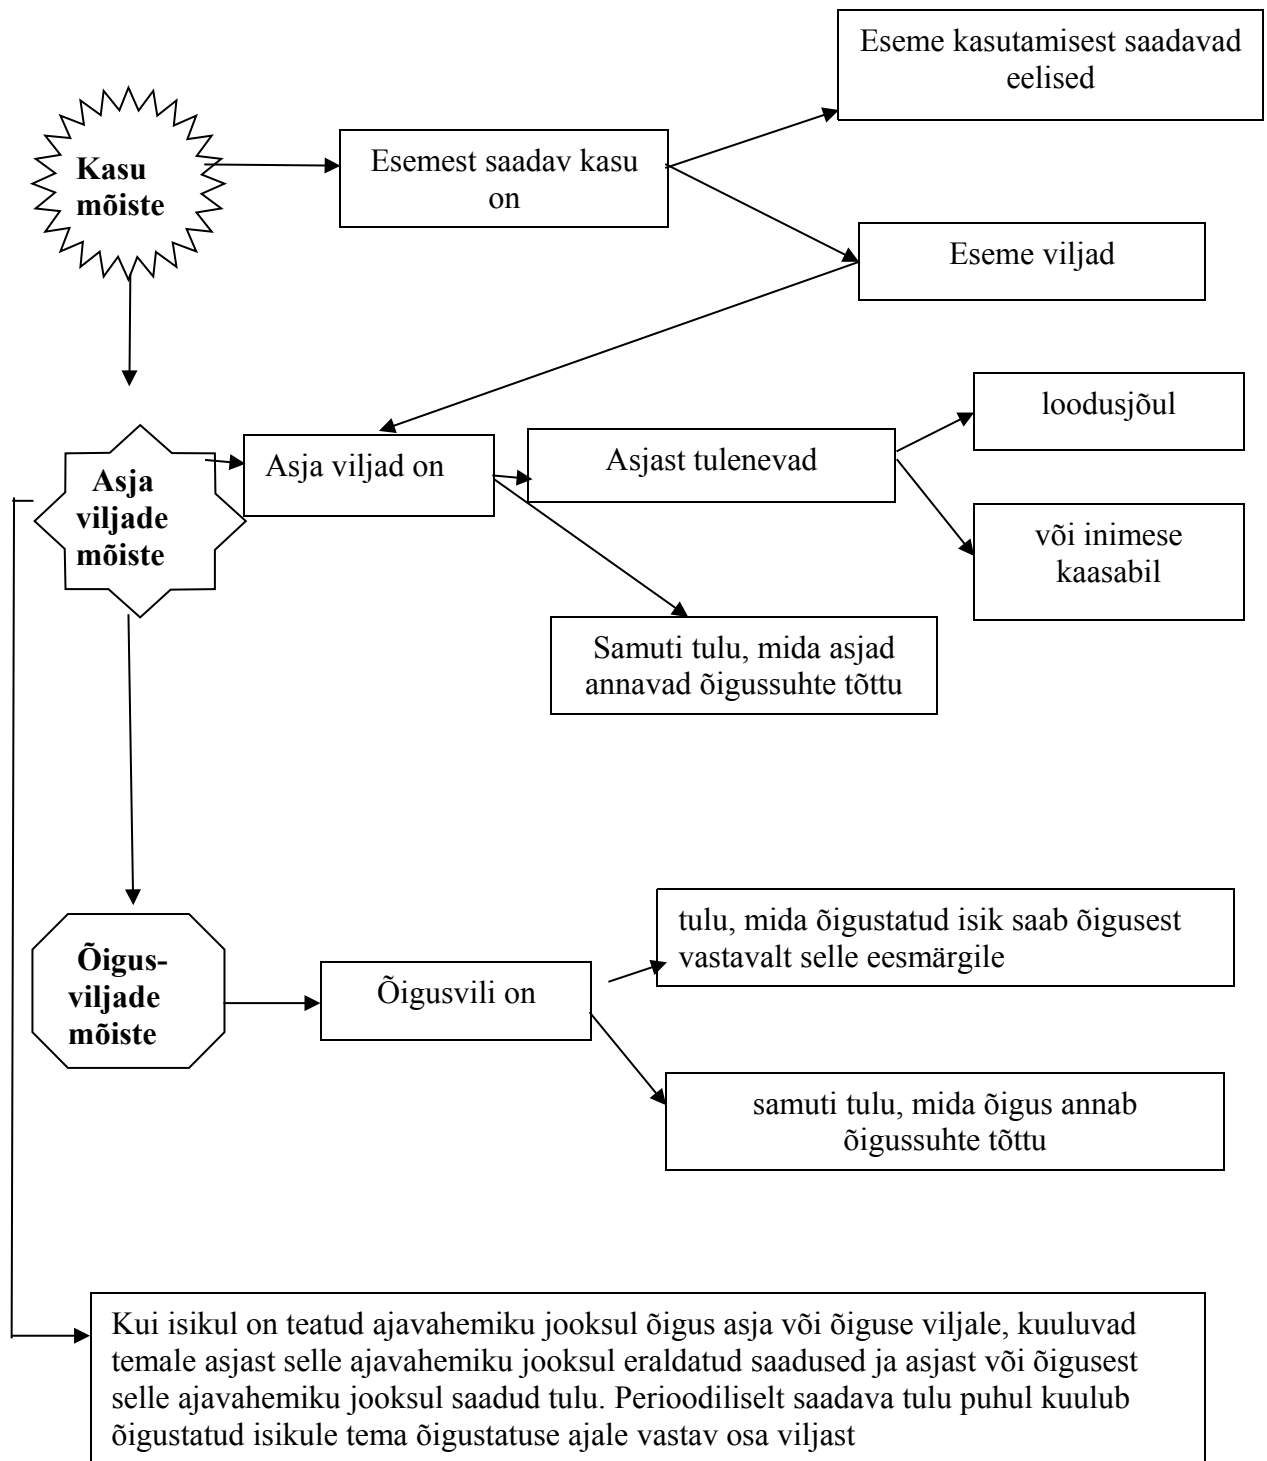 Eseme kasutamisest saadavad
eelised
Kasu
mõiste
Esemest saadav kasu
on
Eseme viljad
loodusjõul
Asja
viljade
mõiste
Asja viljad on
Asjast tulenevad
või inimese
kaasabil
Samuti tulu, mida asjad
annavad õigussuhte tõttu
Õigus-
viljade
mõiste
Õigusvili on
tulu, mida õigustatud isik saab õigusest
vastavalt selle eesmärgile
samuti tulu, mida õigus annab
õigussuhte tõttu
Kui isikul on teatud ajavahemiku jooksul õigus asja või õiguse viljale, kuuluvad
temale asjast selle ajavahemiku jooksul eraldatud saadused ja asjast või õigusest
selle ajavahemiku jooksul saadud tulu. Perioodiliselt saadava tulu puhul kuulub
õigustatud isikule tema õigustatuse ajale vastav osa viljast